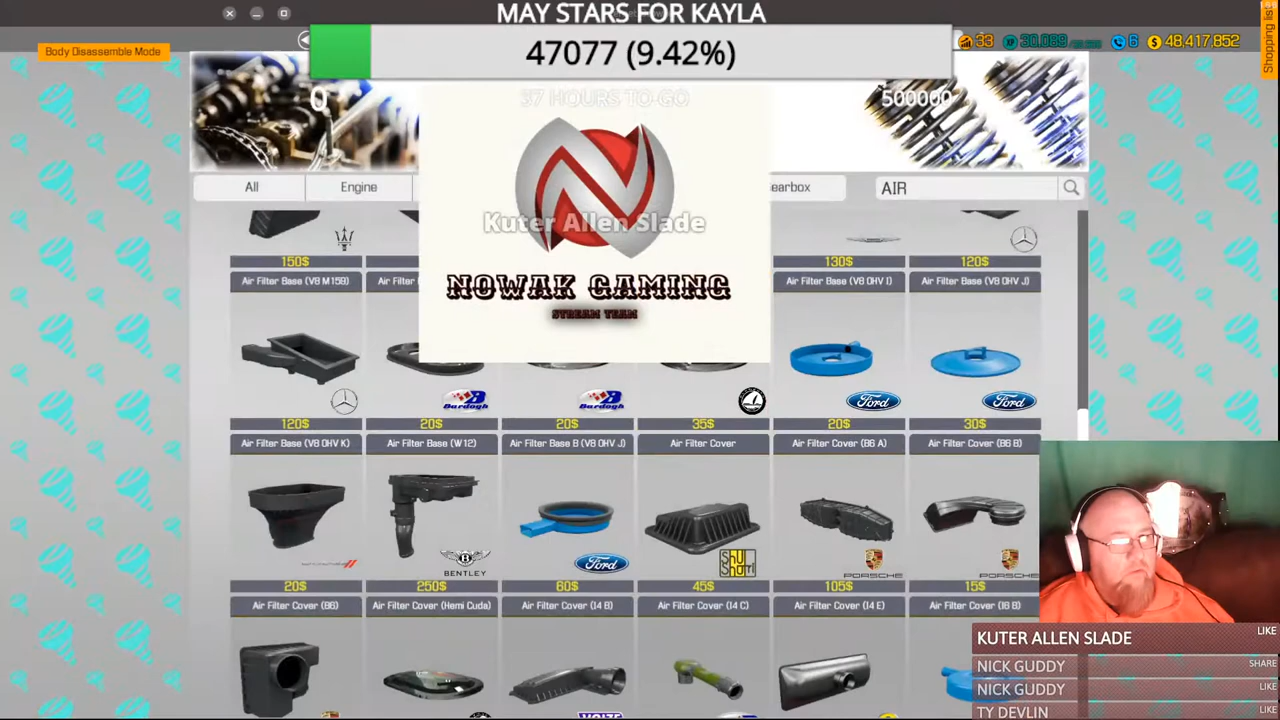 MAY STARS FOR KAYLA
47077 (9.42%)
Body Disassemble Mode
33
6
48,417,852
37 HOURS TO GO
0
500000
All
Engine
earbox
AIR
Kuter Allen Slade
NOWAK GAMING
STREAM TEAM
150$
130$
120$
Air Filter Base (V8 M159)
Air Filter Base (V8 OHV I)
Air Filter Base (V8 OHV J)
Bardogh
Bardogh
Ford
Ford
120$
20$
20$
35$
20$
30$
Air Filter Base (V8 OHV K)
Air Filter Base (W12)
Air Filter Base B (V8 OHV J)
Air Filter Cover
Air Filter Cover (B6 A)
Air Filter Cover (B6 B)
BENTLEY
Ford
PORSCHE
PORSCHE
20$
250$
60$
45$
105$
15$
Air Filter Cover (B6)
Air Filter Cover (Hemi Cuda)
Air Filter Cover (I4 B)
Air Filter Cover (I4 C)
Air Filter Cover (I4 E)
Air Filter Cover (I6 B)
KUTER ALLEN SLADE
LIKE
NICK GUDDY
SHARE
NICK GUDDY
LIKE
TY DEVLIN
LIKE